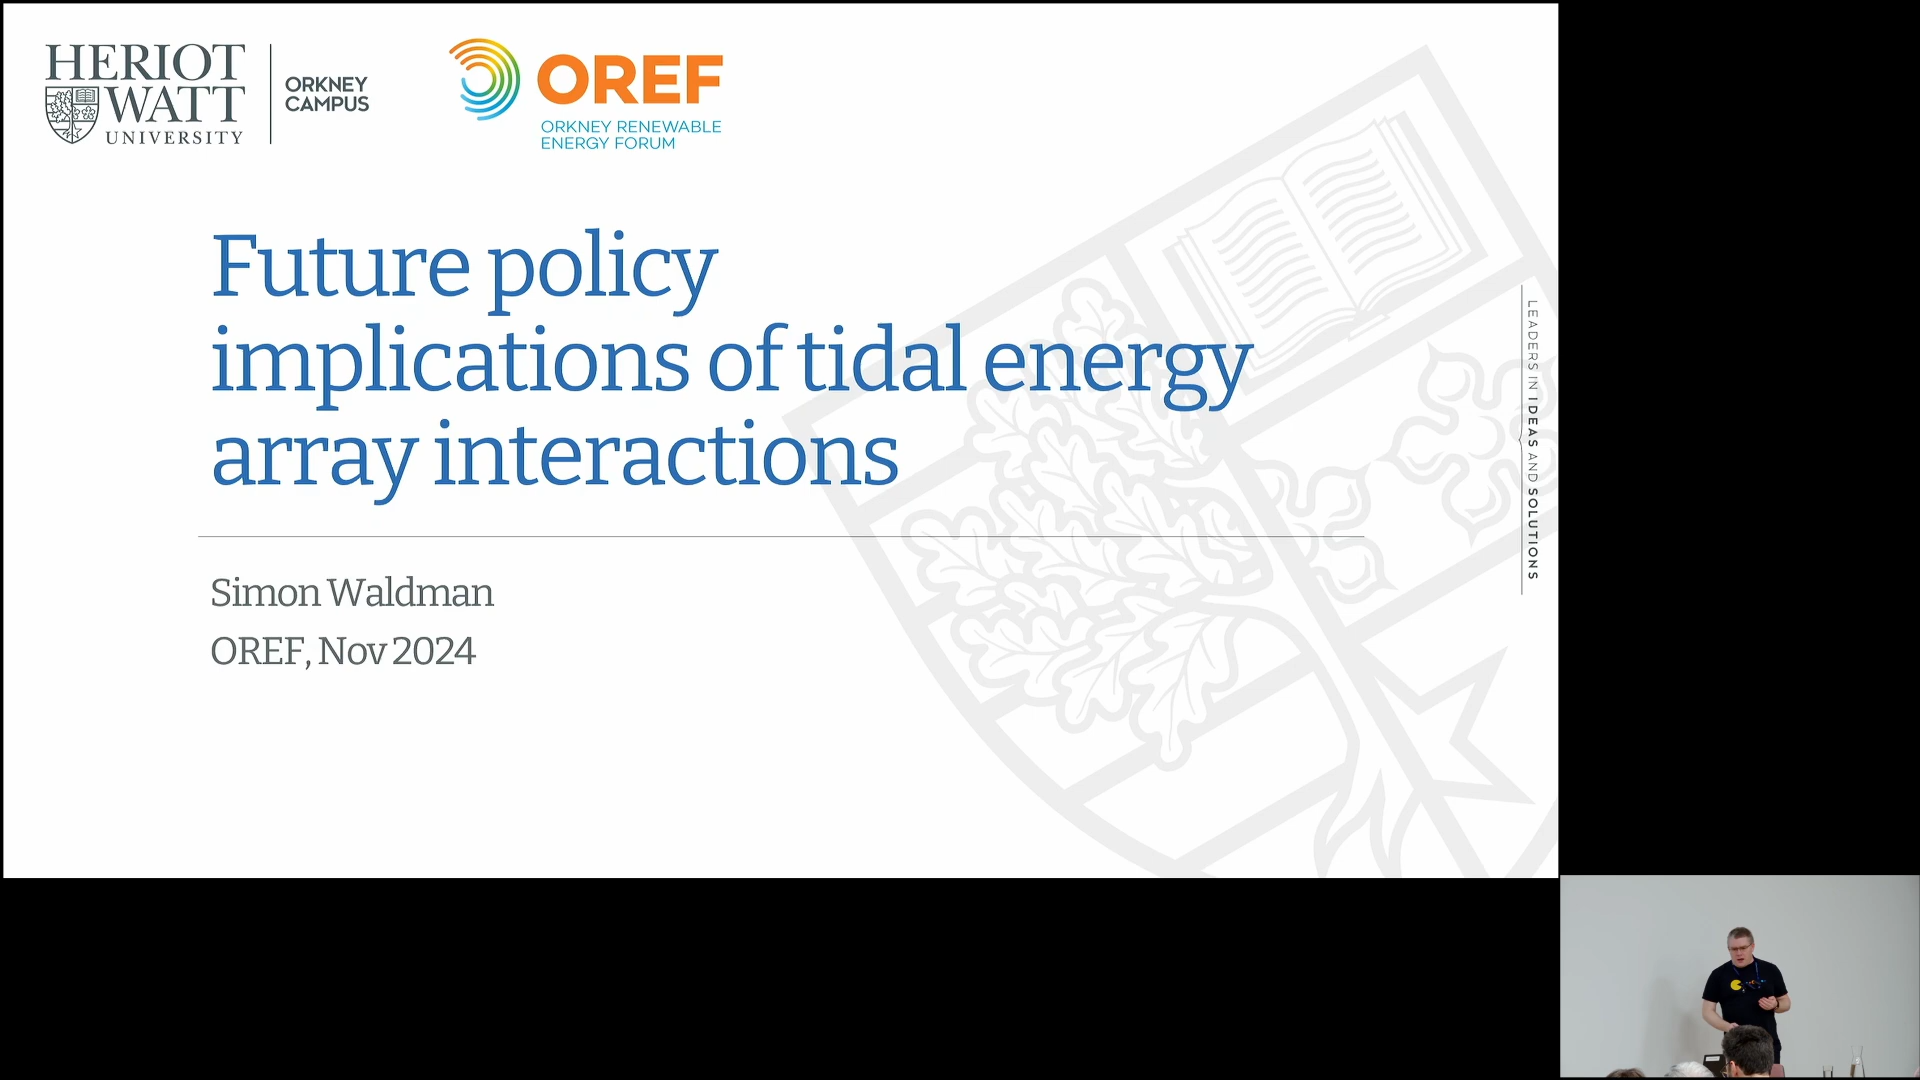 HERIOT
WATT
UNIVERSITY
ORKNEY
CAMPUS
OREF
ORKNEY RENEWABLE
ENERGY FORUM
Future policy
implications of tidal energy
array interactions
Simon Waldman
OREF, Nov 2024
LEADERS IN IDEAS AND SOLUTIONS